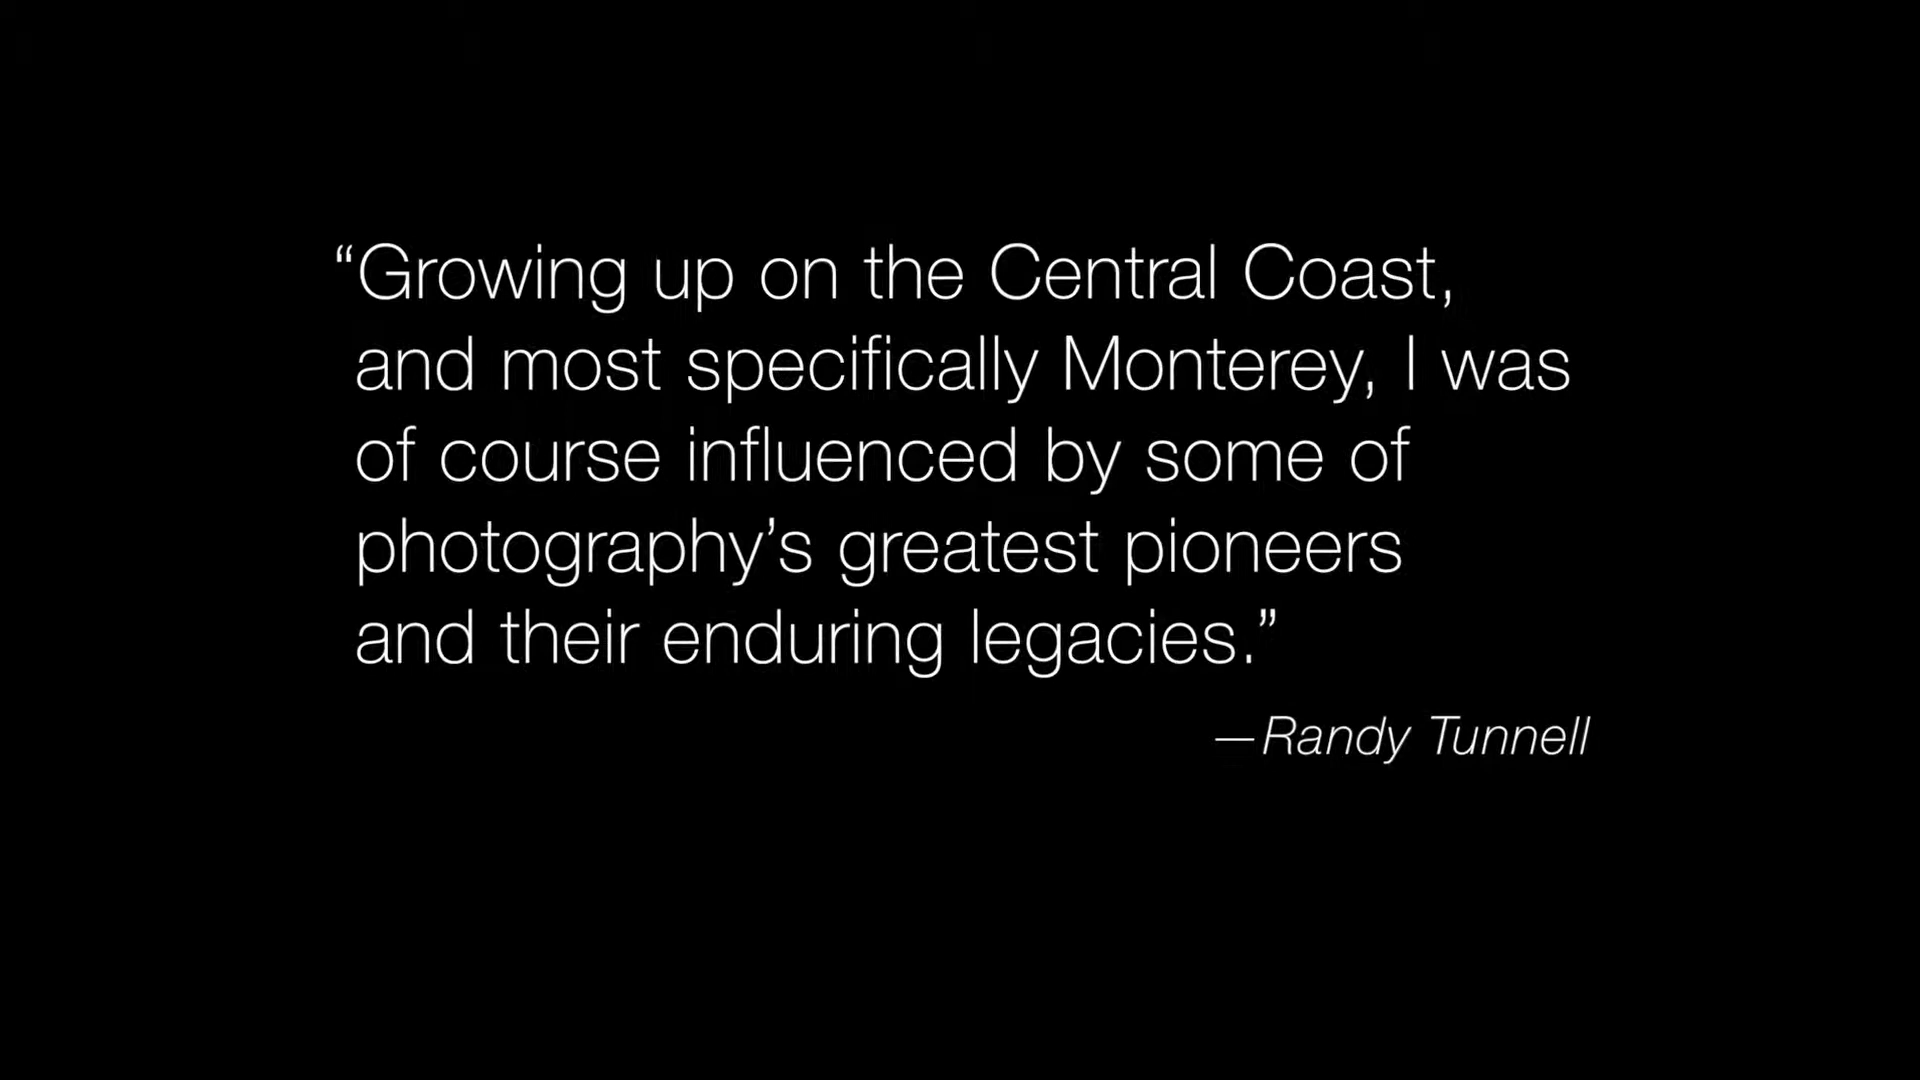 “Growing up on the Central Coast,
and most specifically Monterey, I was
of course influenced by some of
photography’s greatest pioneers
and their enduring legacies.”
—Randy Tunnell